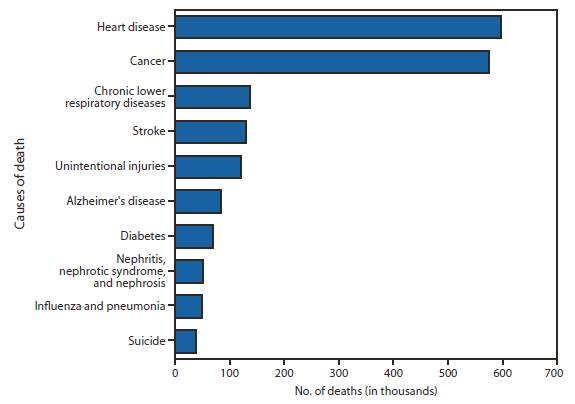 Causes of death
Heart disease
Cancer
Chronic lower
respiratory diseases
Stroke
Unintentional injuries
Alzheimer's disease
Diabetes
Nephritis,
nephrotic syndrome,
and nephrosis
Influenza and pneumonia
Suicide
0 100 200 300 400 500 600 700
No. of deaths (in thousands)